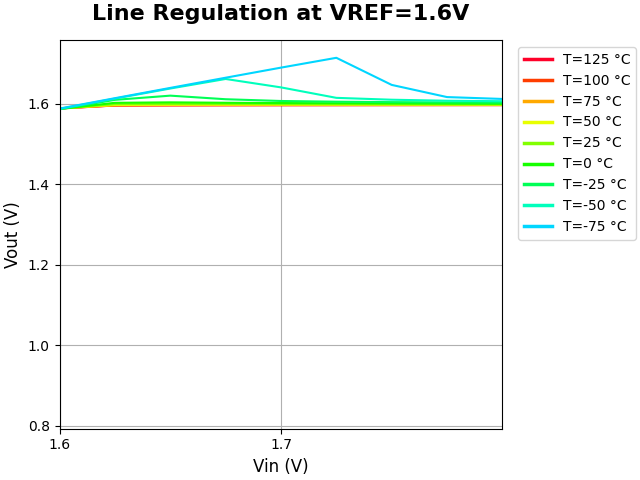 Line Regulation at VREF=1.6V
Vout (V)
1.6
1.4
1.2
1.0
0.8
1.6
1.7
Vin (V)
T=125 °C
T=100 °C
T=75 °C
T=50 °C
T=25 °C
T=0 °C
T=-25 °C
T=-50 °C
T=-75 °C